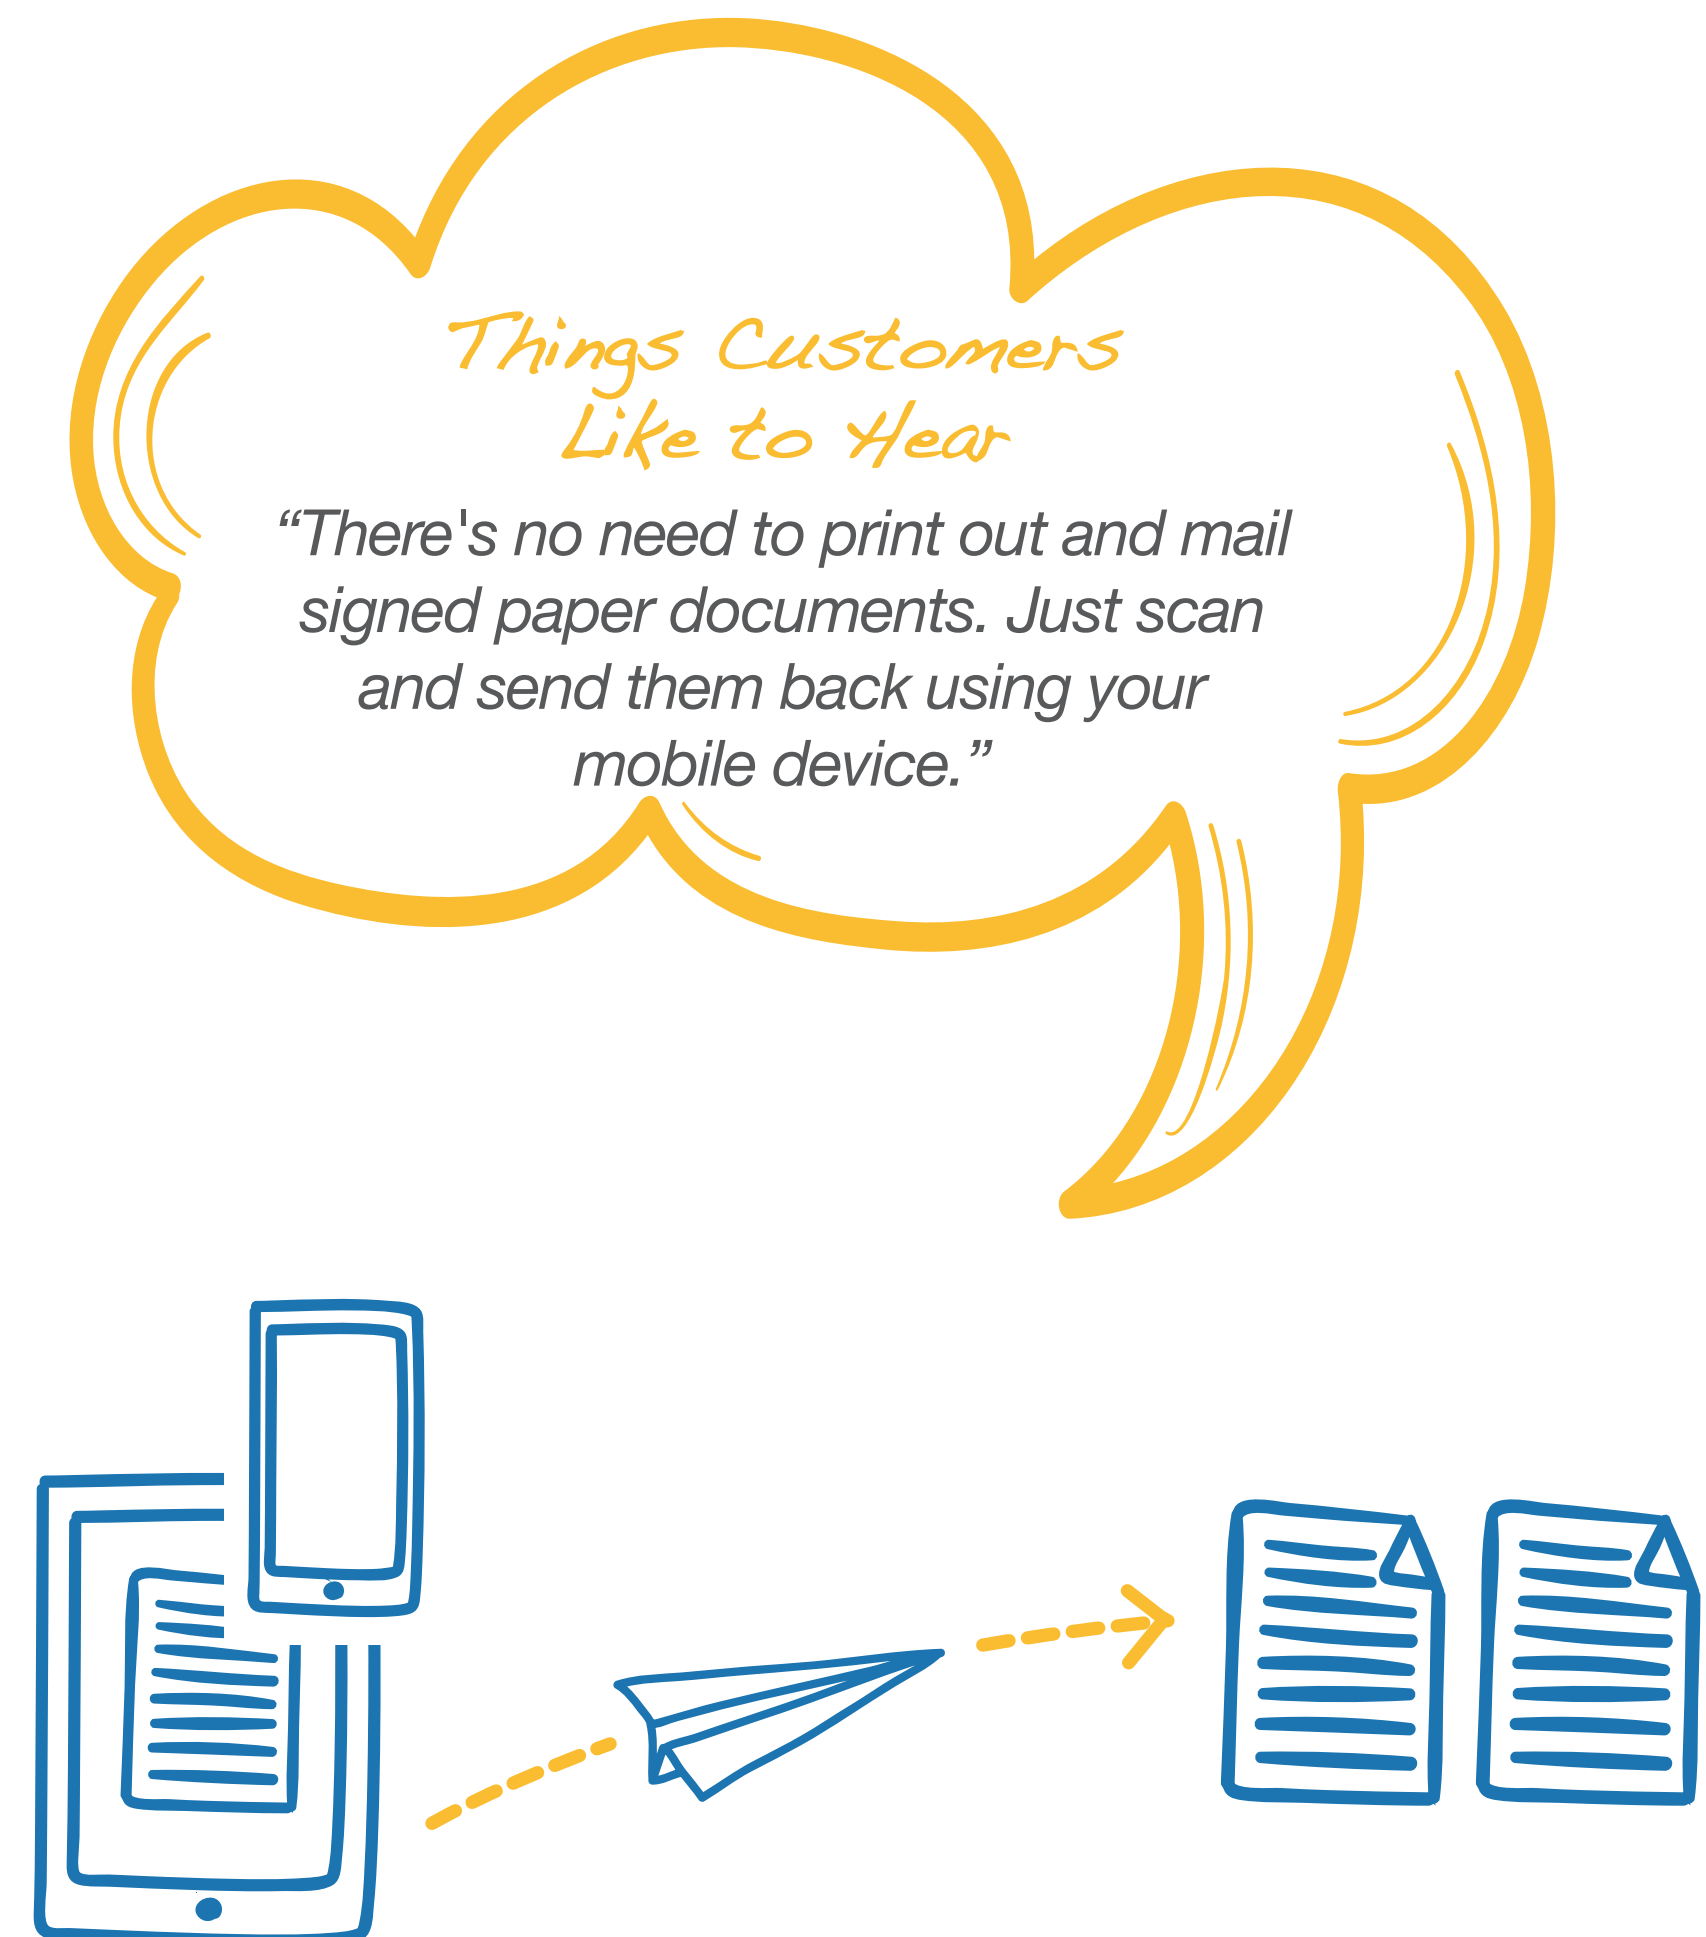 Things Customers
Like to Hear
“There's no need to print out and mail
signed paper documents. Just scan
and send them back using your
mobile device.”